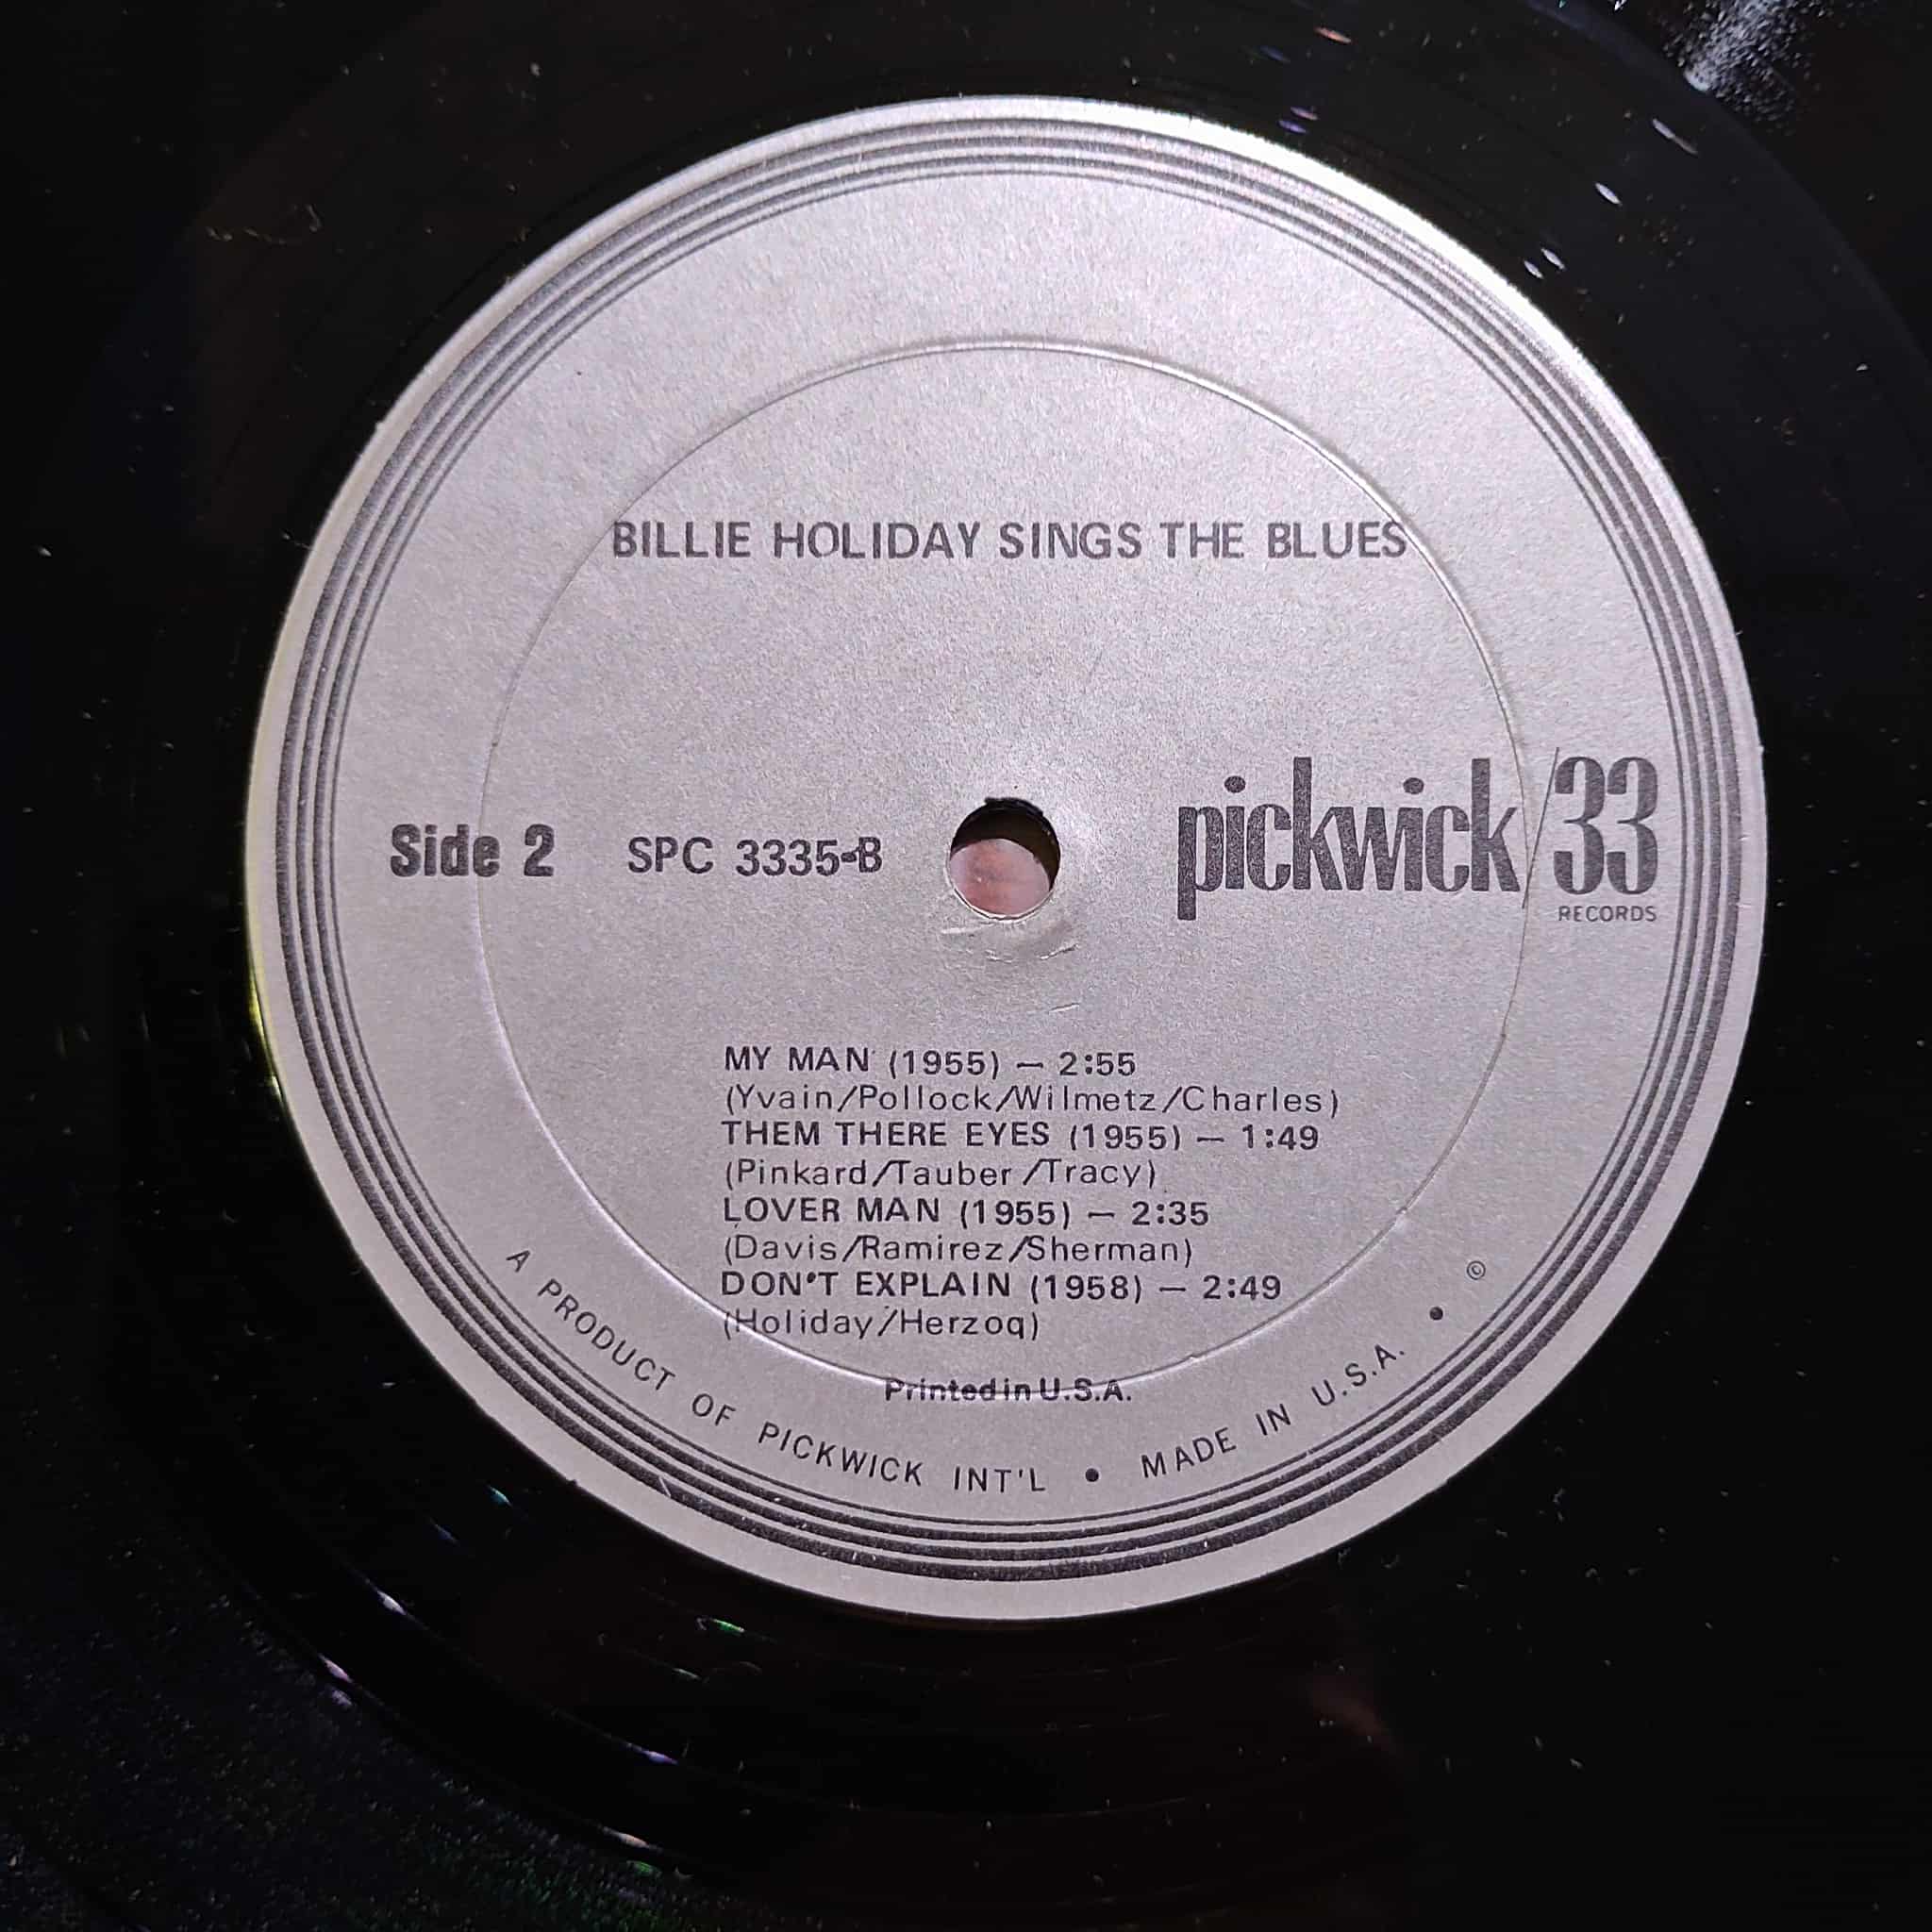 BILLIE HOLIDAY SINGS THE BLUES
Side 2 SPC 3335-B
pickwick/33
RECORDS
MY MAN (1955) — 2:55
(Yvain/Pollock/Wilmetz/Charles)
THEM THERE EYES (1955) — 1:49
(Pinkard/Tauber/Tracy)
LOVER MAN (1955) — 2:35
(Davis/Ramirez/Sherman)
DON'T EXPLAIN (1958) — 2:49
(Holiday/Herzog)
Printed in U.S.A.
A PRODUCT OF PICKWICK INT'L • MADE IN U.S.A. • ©